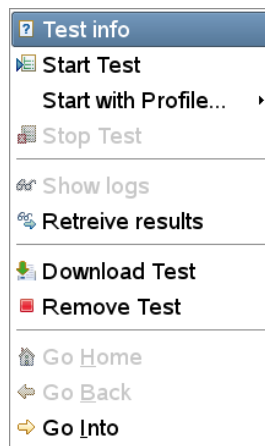 Test info
Start Test
Start with Profile...
Stop Test
Show logs
Retreive results
Download Test
Remove Test
Go Home
Go Back
Go Into